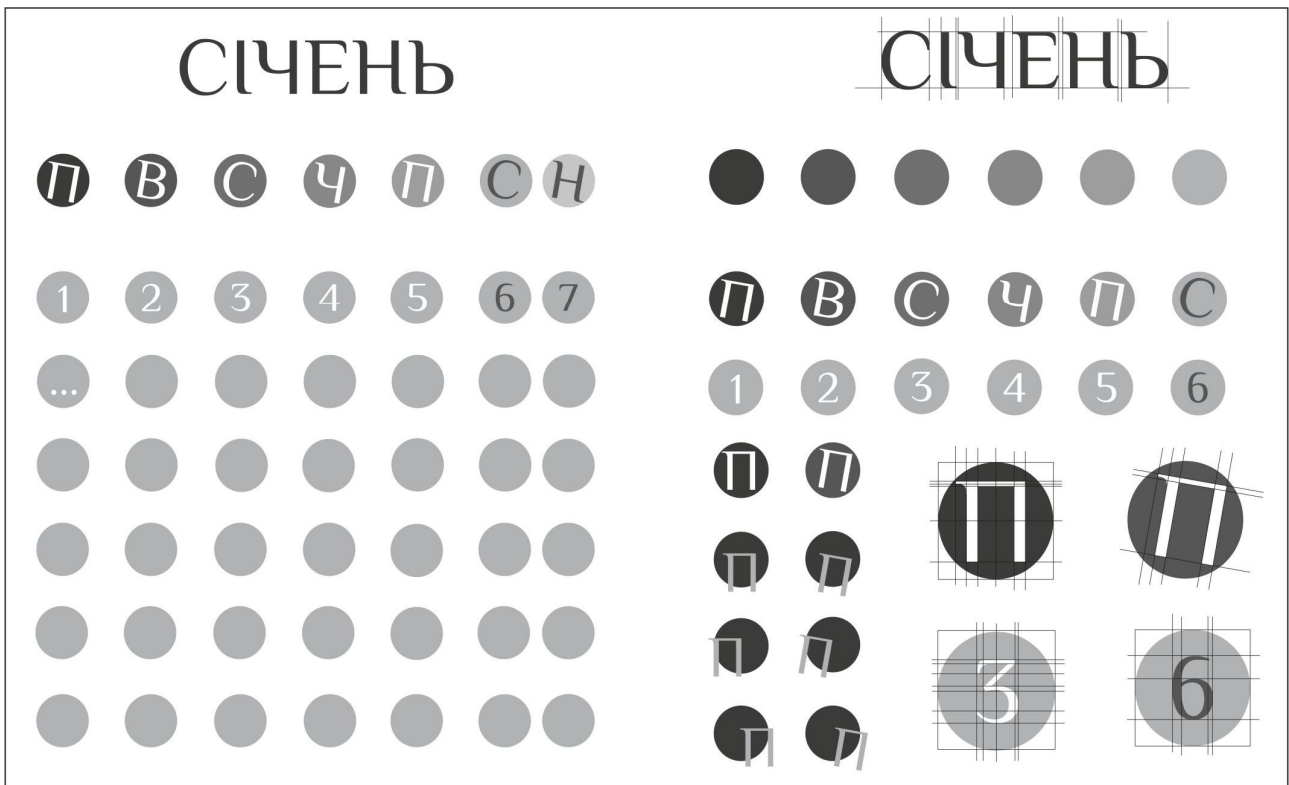 СІЧЕНЬ
П В С Ч П С Н
1 2 3 4 5 6 7
...
СІЧЕНЬ
П В С Ч П С
1 2 3 4 5 6
П П П П
П П
3 6
П П
П П